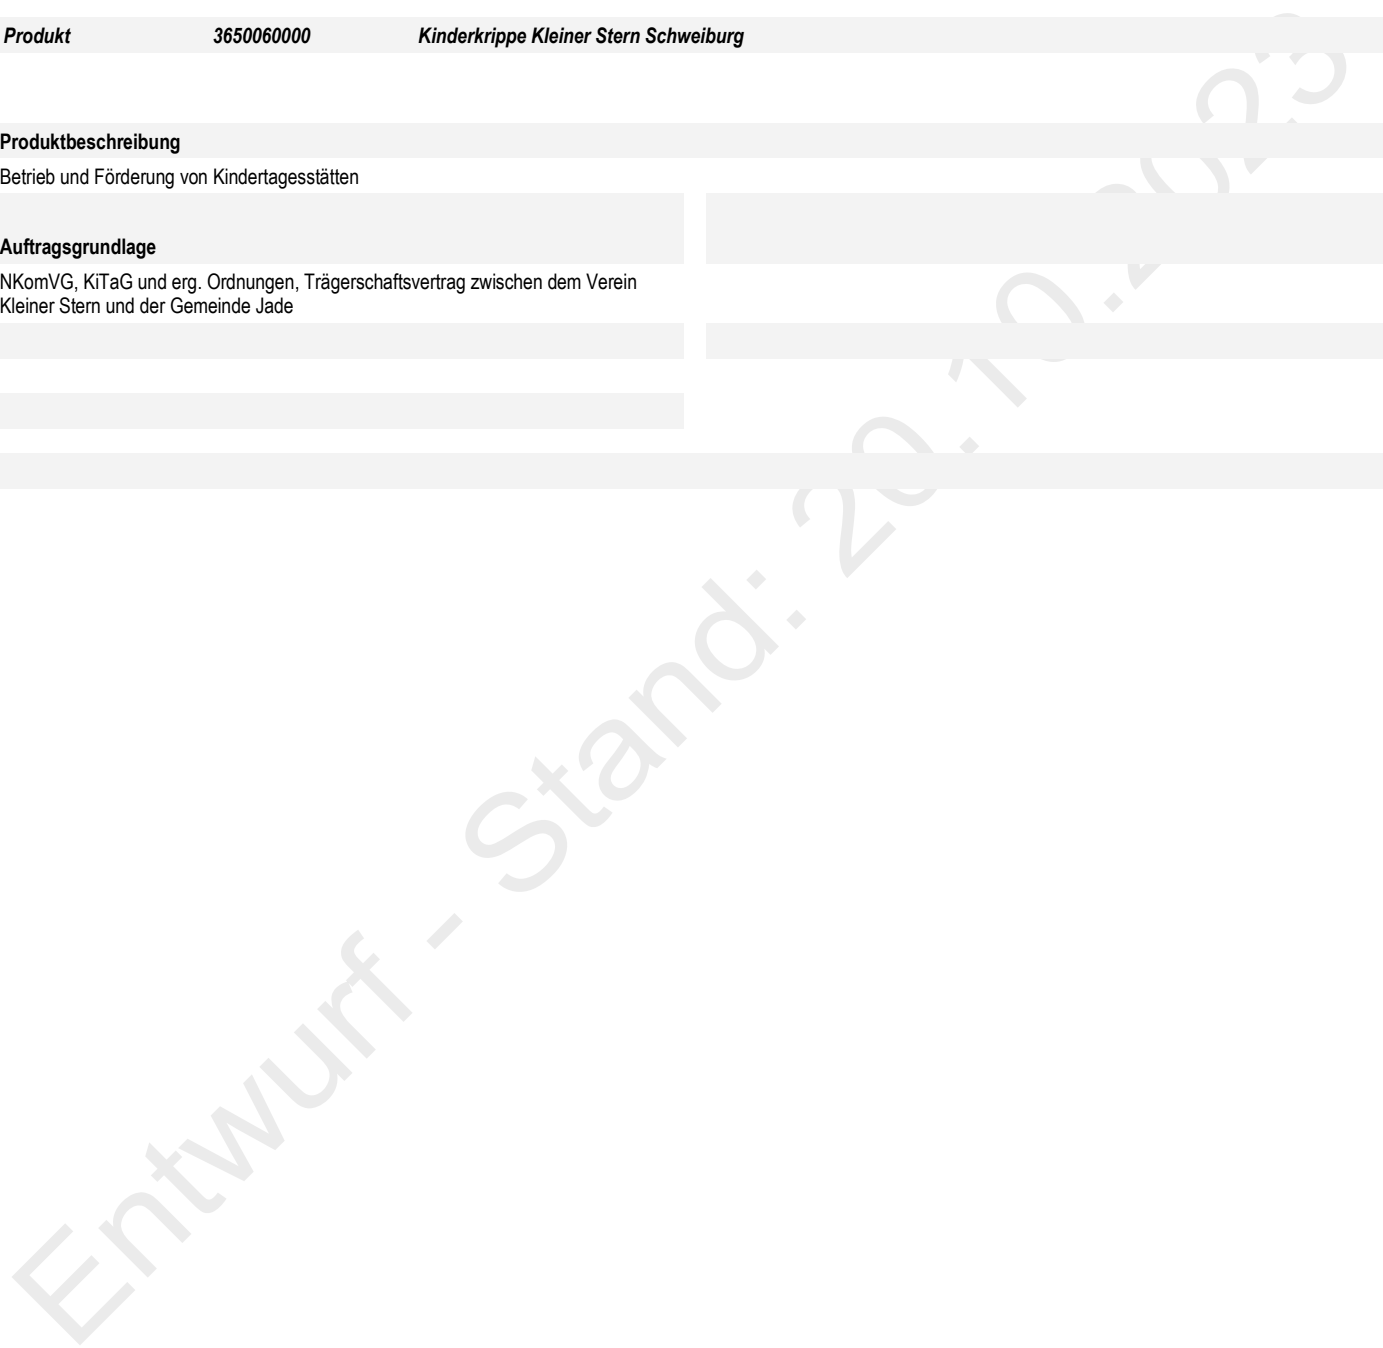 Produkt 3650060000 Kinderkrippe Kleiner Stern Schweiburg
Produktbeschreibung
Betrieb und Förderung von Kindertagesstätten
Auftragsgrundlage
NKomVG, KiTaG und erg. Ordnungen, Trägerschaftsvertrag zwischen dem Verein
Kleiner Stern und der Gemeinde Jade
Entwurf - Stand: 20.10.2023